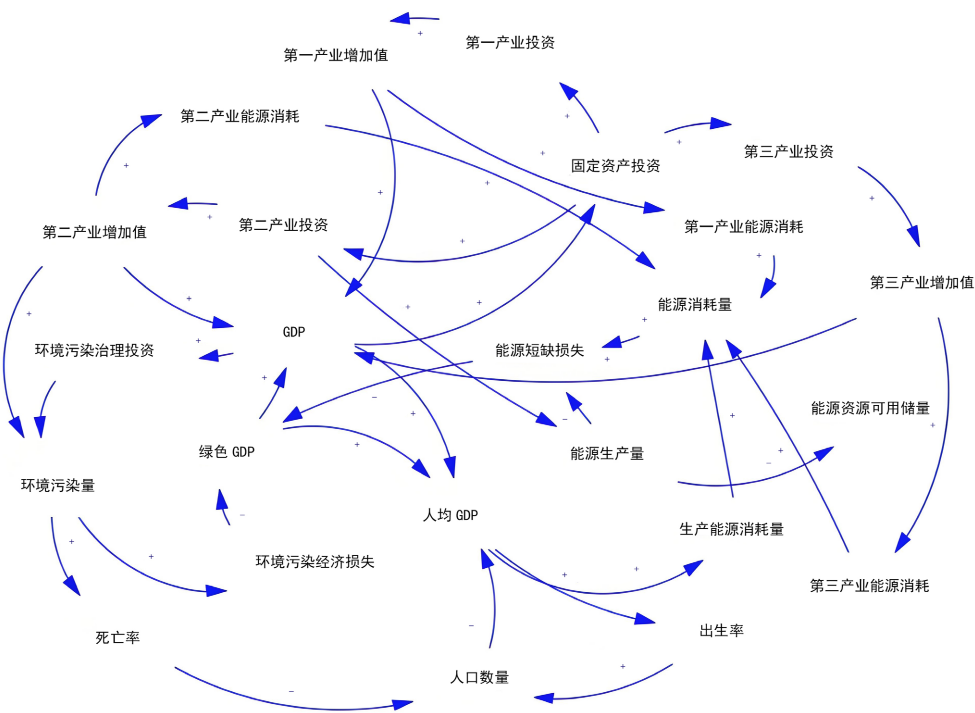 第一产业投资
第一产业增加值
第二产业能源消耗
第三产业投资
固定资产投资
第二产业投资
第一产业能源消耗
第二产业增加值
第三产业增加值
能源消耗量
GDP
环境污染治理投资
能源短缺损失
能源资源可用储量
绿色 GDP
能源生产量
环境污染量
人均 GDP
生产能源消耗量
环境污染经济损失
第三产业能源消耗
死亡率
出生率
人口数量